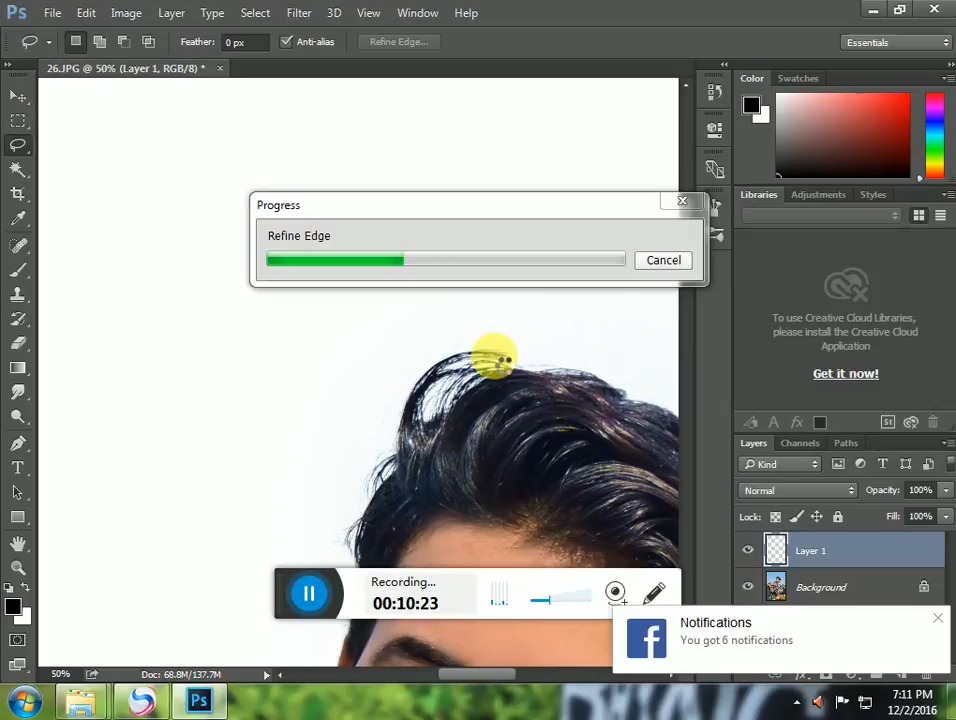 Ps File Edit Image Layer Type Select Filter 3D View Window Help
Feather: 0 px Anti-alias Refine Edge... Essentials
26.JPG @ 50% (Layer 1, RGB/8) *
Color Swatches
Progress
Refine Edge
Cancel
Libraries Adjustments Styles
To use Creative Cloud Libraries,
please install the Creative Cloud
Application
Get it now!
Layers Channels Paths
Kind
Normal Opacity: 100%
Lock: Fill: 100%
Layer 1
Background
Recording...
00:10:23
Notifications
You got 6 notifications
50% Doc: 68.8M/137.7M
Ps
7:11 PM
12/2/2016